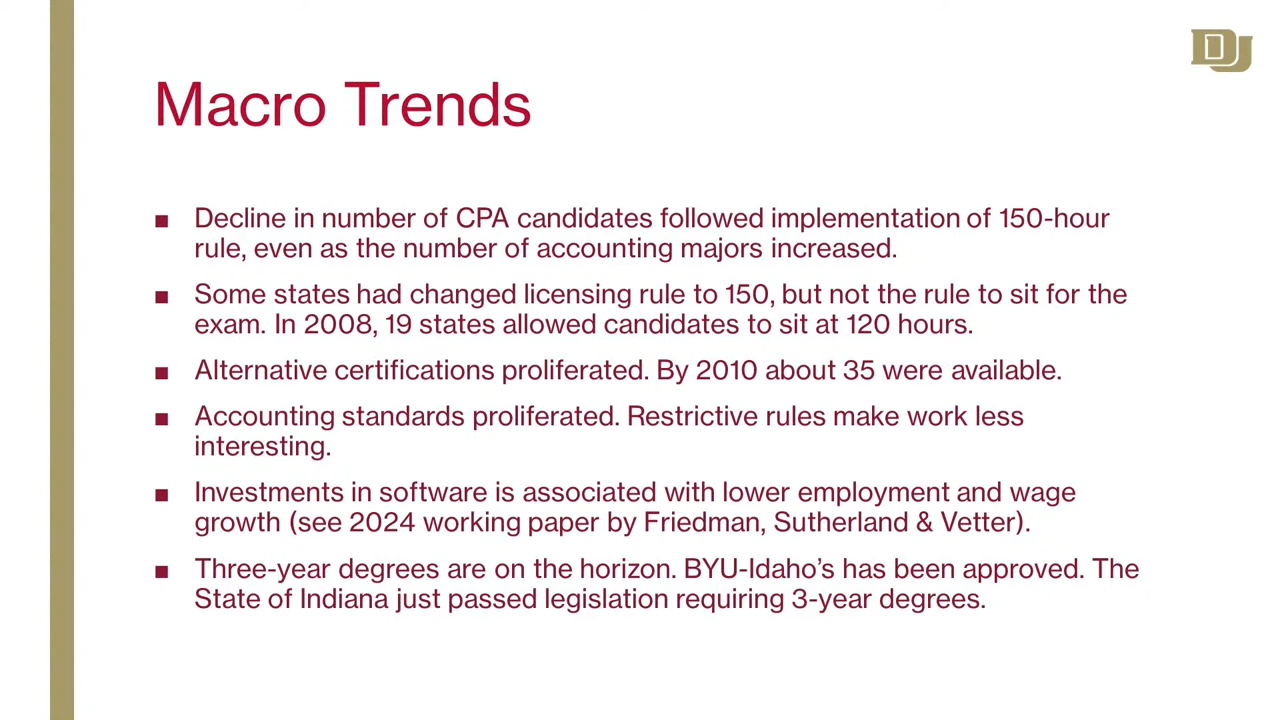 DU
Macro Trends
■ Decline in number of CPA candidates followed implementation of 150-hour
rule, even as the number of accounting majors increased.
■ Some states had changed licensing rule to 150, but not the rule to sit for the
exam. In 2008, 19 states allowed candidates to sit at 120 hours.
■ Alternative certifications proliferated. By 2010 about 35 were available.
■ Accounting standards proliferated. Restrictive rules make work less
interesting.
■ Investments in software is associated with lower employment and wage
growth (see 2024 working paper by Friedman, Sutherland & Vetter).
■ Three-year degrees are on the horizon. BYU-Idaho’s has been approved. The
State of Indiana just passed legislation requiring 3-year degrees.